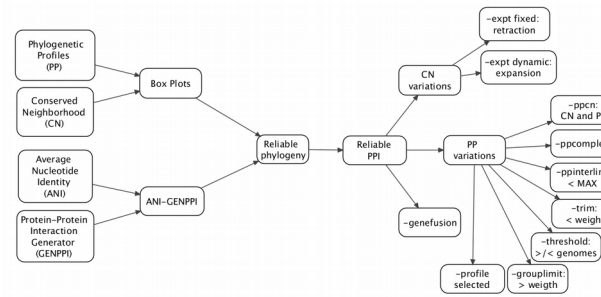 Phylogenetic
Profiles
(PP)
Conserved
Neighborhood
(CN)
Average
Nucleotide
Identity
(ANI)
Protein-Protein
Interaction
Generator
(GENPPI)
Box Plots
ANI-GENPPI
Reliable
phylogeny
Reliable
PPI
CN
variations
-expt fixed:
retraction
-expt dynamic:
expansion
PP
variations
-genefusion
-ppcn:
CN and P
-ppcomple
-ppinterlin
< MAX
-trim:
< weigh
-threshold:
>/< genomes
-grouplimit:
> weigth
-profile
selected